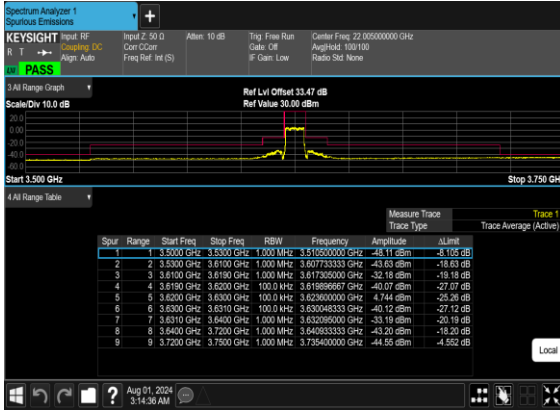 Spectrum Analyzer 1
Spurious Emissions
+
KEYSIGHT Input: RF Input Z: 50 Ω Atten: 10 dB Trig: Free Run Center Freq: 22.005000000 GHz
R T Coupling: DC Corr CCorr Gate: Off Avg|Hold: 100/100
Align: Auto Freq Ref: Int (S) IF Gain: Low Radio Std: None
PASS
3 All Range Graph Ref Lvl Offset 33.47 dB
Scale/Div 10.0 dB Ref Value 30.00 dBm
20.0
0.00
-20.0
-40.0
-60.0
Start 3.500 GHz Stop 3.750 GH
4 All Range Table
Measure Trace Trace 1
Trace Type Trace Average (Active)
Spur Range Start Freq Stop Freq RBW Frequency Amplitude ΔLimit
1 1 3.5000 GHz 3.5300 GHz 1.000 MHz 3.510500000 GHz -48.11 dBm -8.105 dB
2 2 3.5300 GHz 3.6100 GHz 1.000 MHz 3.607733333 GHz -43.63 dBm -18.63 dB
3 3 3.6100 GHz 3.6190 GHz 1.000 MHz 3.617305000 GHz -32.18 dBm -19.18 dB
4 4 3.6190 GHz 3.6200 GHz 100.0 kHz 3.619896667 GHz -40.07 dBm -27.07 dB
5 5 3.6200 GHz 3.6300 GHz 100.0 kHz 3.623600000 GHz 4.744 dBm -25.26 dB
6 6 3.6300 GHz 3.6310 GHz 100.0 kHz 3.630048333 GHz -40.12 dBm -27.12 dB
7 7 3.6310 GHz 3.6400 GHz 1.000 MHz 3.632095000 GHz -33.19 dBm -20.19 dB
8 8 3.6400 GHz 3.7200 GHz 1.000 MHz 3.640933333 GHz -43.20 dBm -18.20 dB
9 9 3.7200 GHz 3.7500 GHz 1.000 MHz 3.735400000 GHz -44.55 dBm -4.552 dB
Local
? Aug 01, 2024
3:14:36 AM